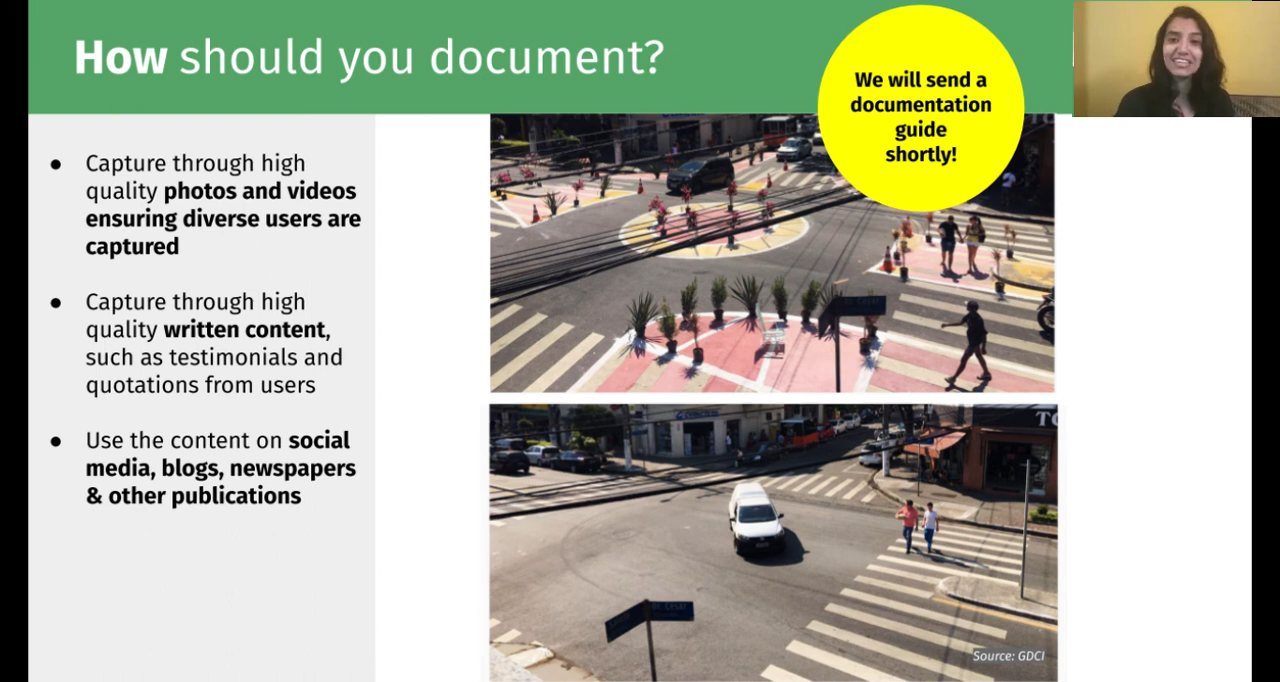 How should you document?
We will send a
documentation
guide
shortly!
● Capture through high
quality photos and videos
ensuring diverse users are
captured
● Capture through high
quality written content,
such as testimonials and
quotations from users
● Use the content on social
media, blogs, newspapers
& other publications
TO
Source: GDCI